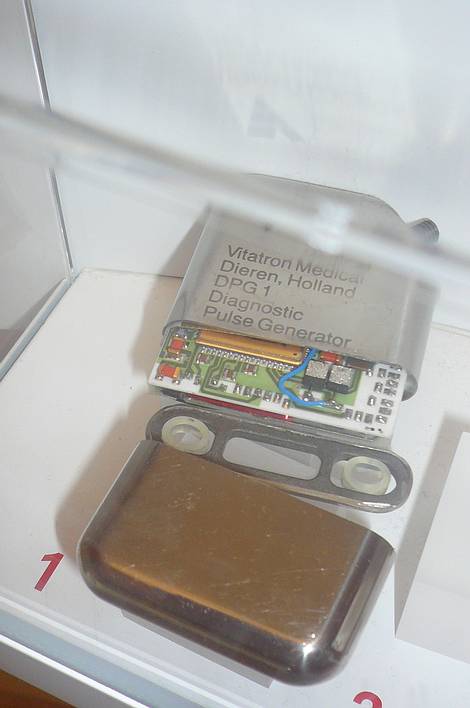 Vitatron Medical
Dieren, Holland
DPG 1
Diagnostic
Pulse Generator
1